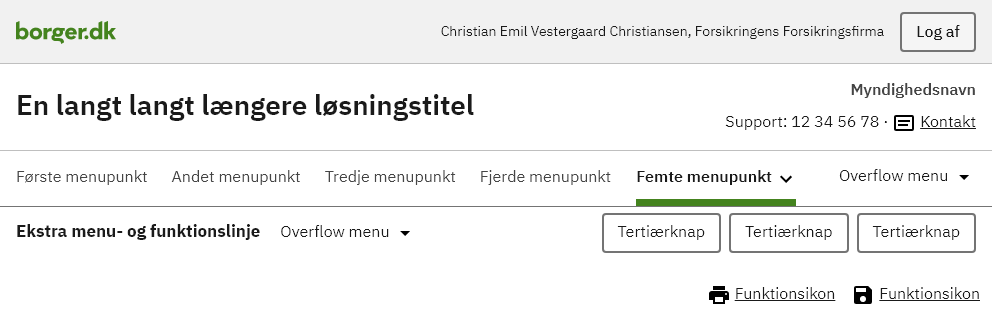 borger.dk
Christian Emil Vestergaard Christiansen, Forsikringens Forsikringsfirma
Log af
En langt langt længere løsningstitel
Myndighedsnavn
Support: 12 34 56 78 · Kontakt
Første menupunkt Andet menupunkt Tredje menupunkt Fjerde menupunkt Femte menupunkt Overflow menu
Ekstra menu- og funktionslinje Overflow menu Tertiærknap Tertiærknap Tertiærknap
Funktionsikon Funktionsikon